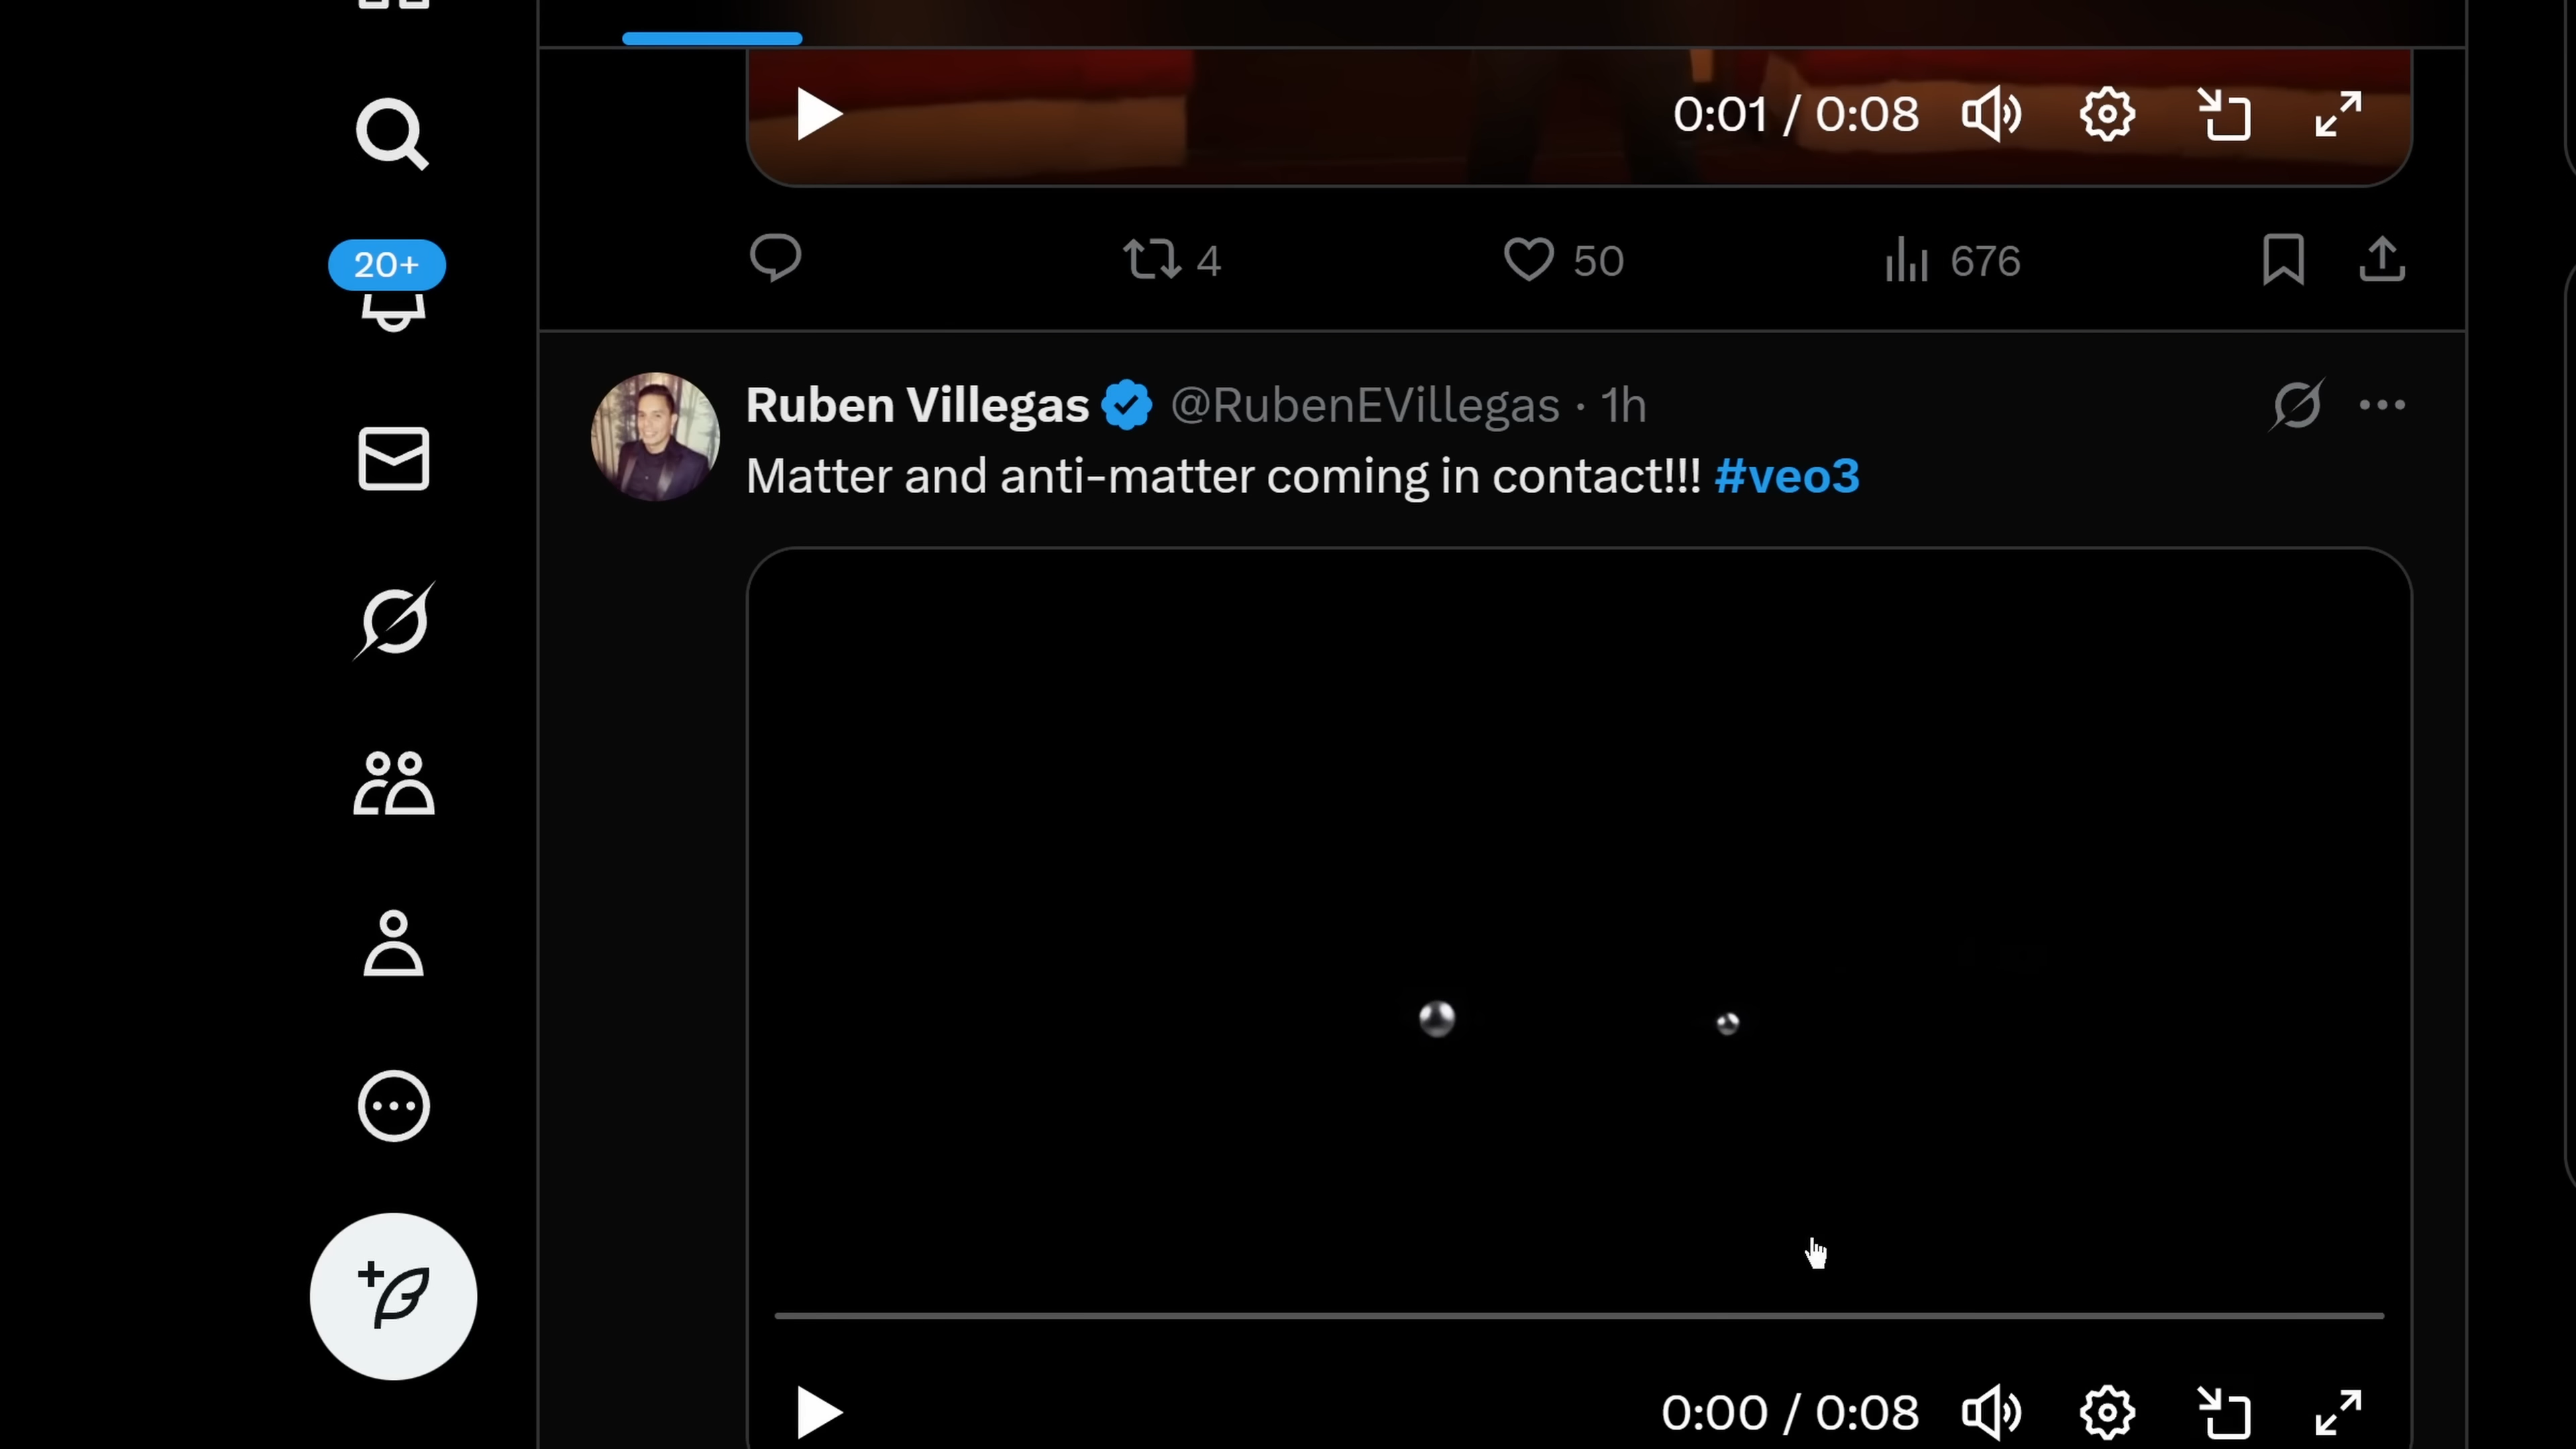 0:01 / 0:08
4 50 676
20+
Ruben Villegas @RubenEVillegas · 1h
Matter and anti-matter coming in contact!!! #veo3
0:00 / 0:08